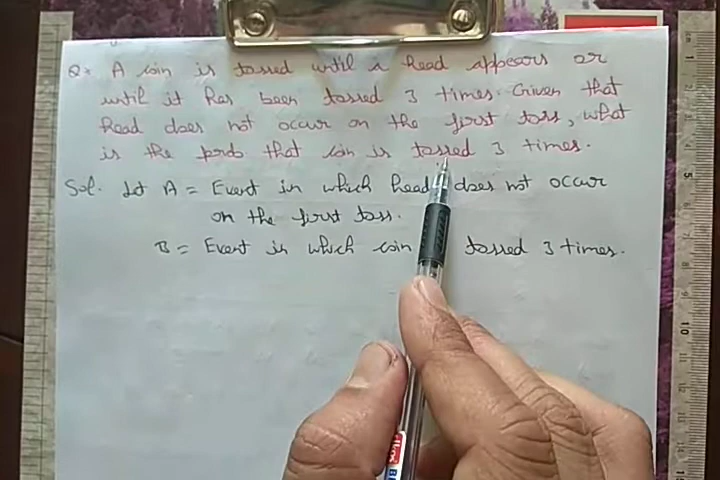 Q. A coin is tossed until a head appears or
until it has been tossed 3 times. Given that
head does not occur on the first toss, what
is the prob that coin is tossed 3 times.
Sol. Let A = Event in which head does not occur
on the first toss.
B = Event in which coin tossed 3 times.